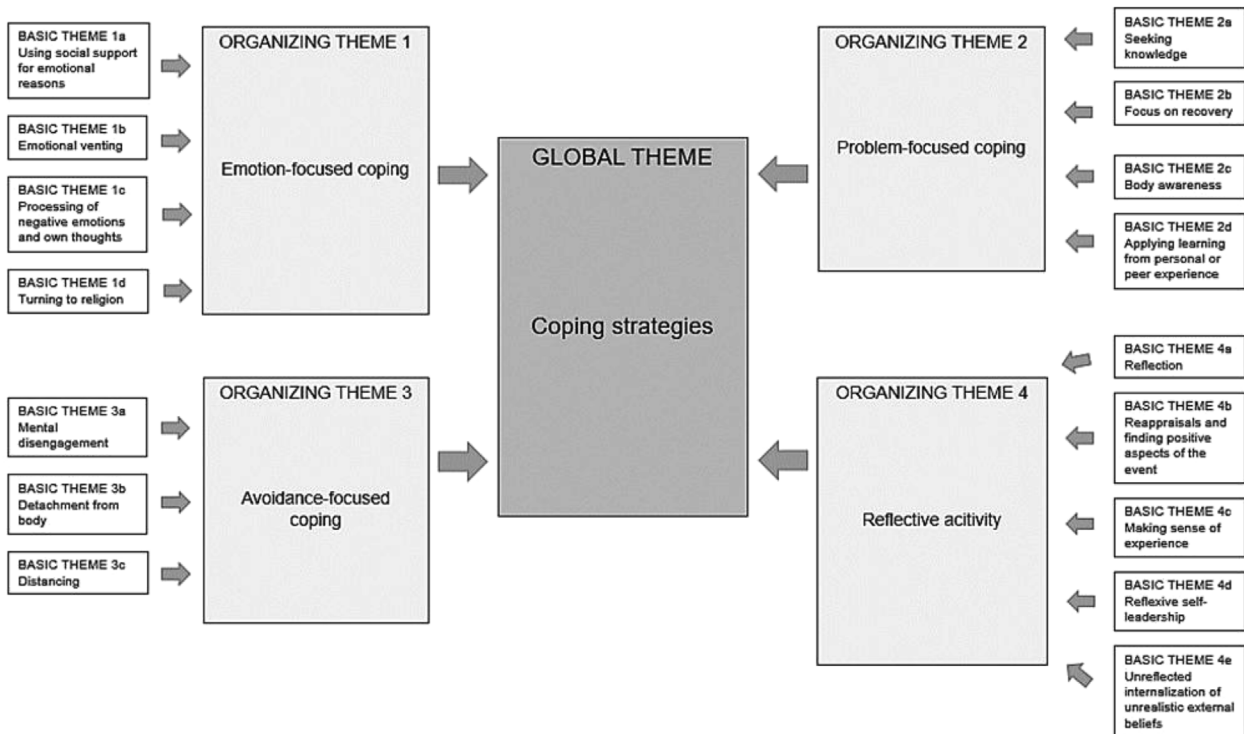 BASIC THEME 1a
Using social support
for emotional
reasons
BASIC THEME 1b
Emotional venting
BASIC THEME 1c
Processing of
negative emotions
and own thoughts
BASIC THEME 1d
Turning to religion
ORGANIZING THEME 1
Emotion-focused coping
BASIC THEME 3a
Mental
disengagement
BASIC THEME 3b
Detachment from
body
BASIC THEME 3c
Distancing
ORGANIZING THEME 3
Avoidance-focused
coping
GLOBAL THEME
Coping strategies
ORGANIZING THEME 2
Problem-focused coping
BASIC THEME 2a
Seeking
knowledge
BASIC THEME 2b
Focus on recovery
BASIC THEME 2c
Body awareness
BASIC THEME 2d
Applying learning
from personal or
peer experience
ORGANIZING THEME 4
Reflective acitivity
BASIC THEME 4a
Reflection
BASIC THEME 4b
Reappraisals and
finding positive
aspects of the
event
BASIC THEME 4c
Making sense of
experience
BASIC THEME 4d
Reflexive self-
leadership
BASIC THEME 4e
Unreflected
internalization of
unrealistic external
beliefs